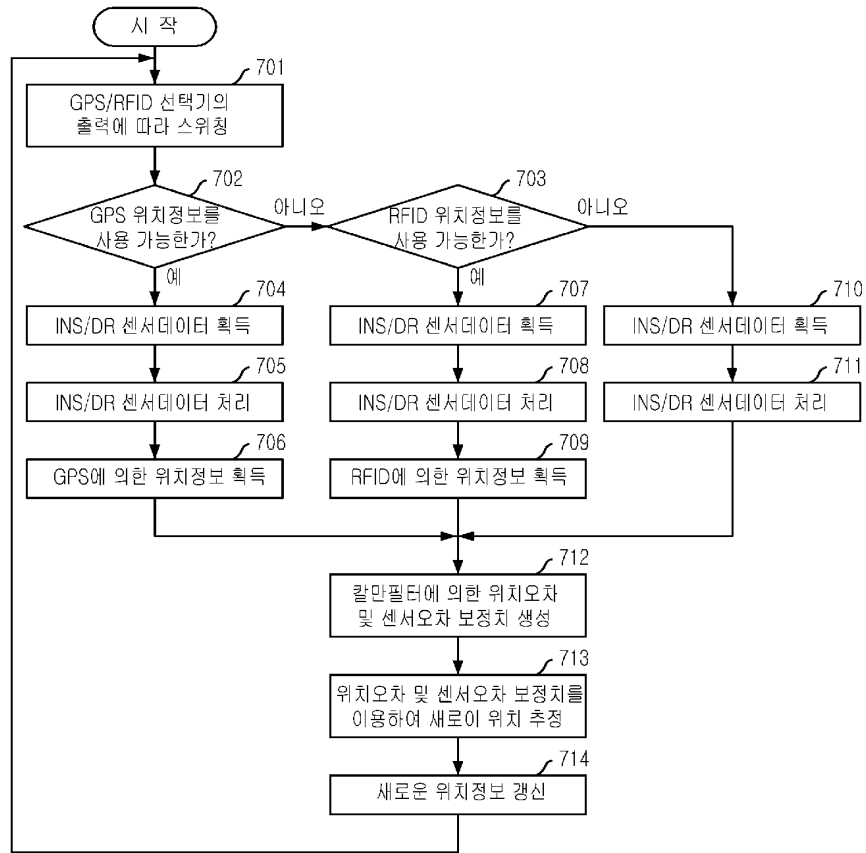 시 작
701
GPS/RFID 선택기의
출력에 따라 스위칭
702
GPS 위치정보를
사용 가능한가?
아니오
예
703
RFID 위치정보를
사용 가능한가?
아니오
예
704
INS/DR 센서데이터 획득
705
INS/DR 센서데이터 처리
706
GPS에 의한 위치정보 획득
707
INS/DR 센서데이터 획득
708
INS/DR 센서데이터 처리
709
RFID에 의한 위치정보 획득
710
INS/DR 센서데이터 획득
711
INS/DR 센서데이터 처리
712
칼만필터에 의한 위치오차
및 센서오차 보정치 생성
713
위치오차 및 센서오차 보정치를
이용하여 새로이 위치 추정
714
새로운 위치정보 갱신